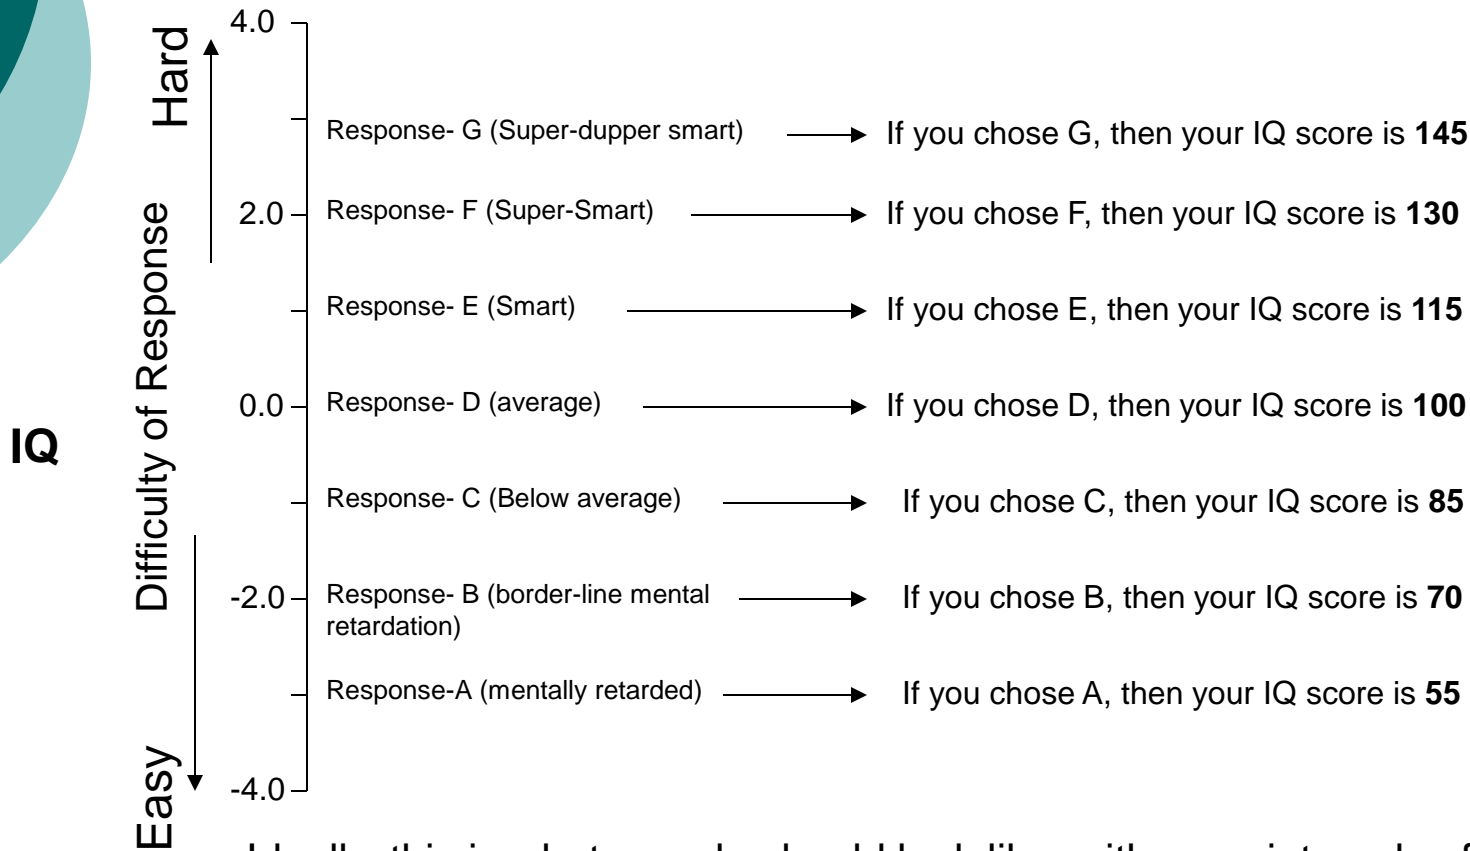 4.0
Hard
Response- G (Super-dupper smart)
If you chose G, then your IQ score is 145
2.0
Response- F (Super-Smart)
If you chose F, then your IQ score is 130
Difficulty of Response
Response- E (Smart)
If you chose E, then your IQ score is 115
0.0
Response- D (average)
If you chose D, then your IQ score is 100
IQ
Response- C (Below average)
If you chose C, then your IQ score is 85
-2.0
Response- B (border-line mental
retardation)
If you chose B, then your IQ score is 70
Response-A (mentally retarded)
If you chose A, then your IQ score is 55
Easy
-4.0